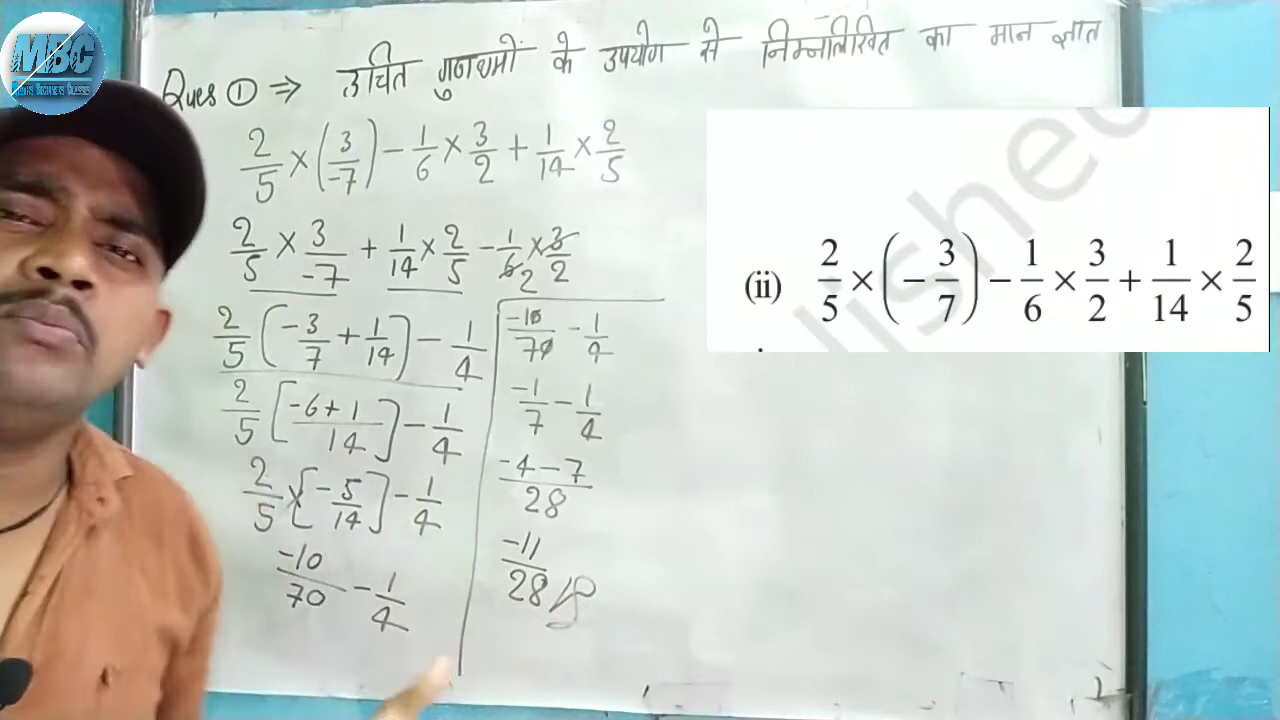 MBC
Ques ① ⇒ उचित गुणधर्मों के उपयोग से निम्नलिखित का मान ज्ञात
2/5 × (3/-7) - 1/6 × 3/2 + 1/14 × 2/5
2/5 × 3/-7 + 1/14 × 2/5 - 1/6 × 3/2
2
2/5 (-3/7 + 1/14) - 1/4
2/5 [-6+1/14] - 1/4
2/5 × [-5/14] - 1/4
-10/70 - 1/4
-10/70 - 1/4
-1/7 - 1/4
-4-7/28
-11/28
(ii) 2/5 × (-3/7) - 1/6 × 3/2 + 1/14 × 2/5